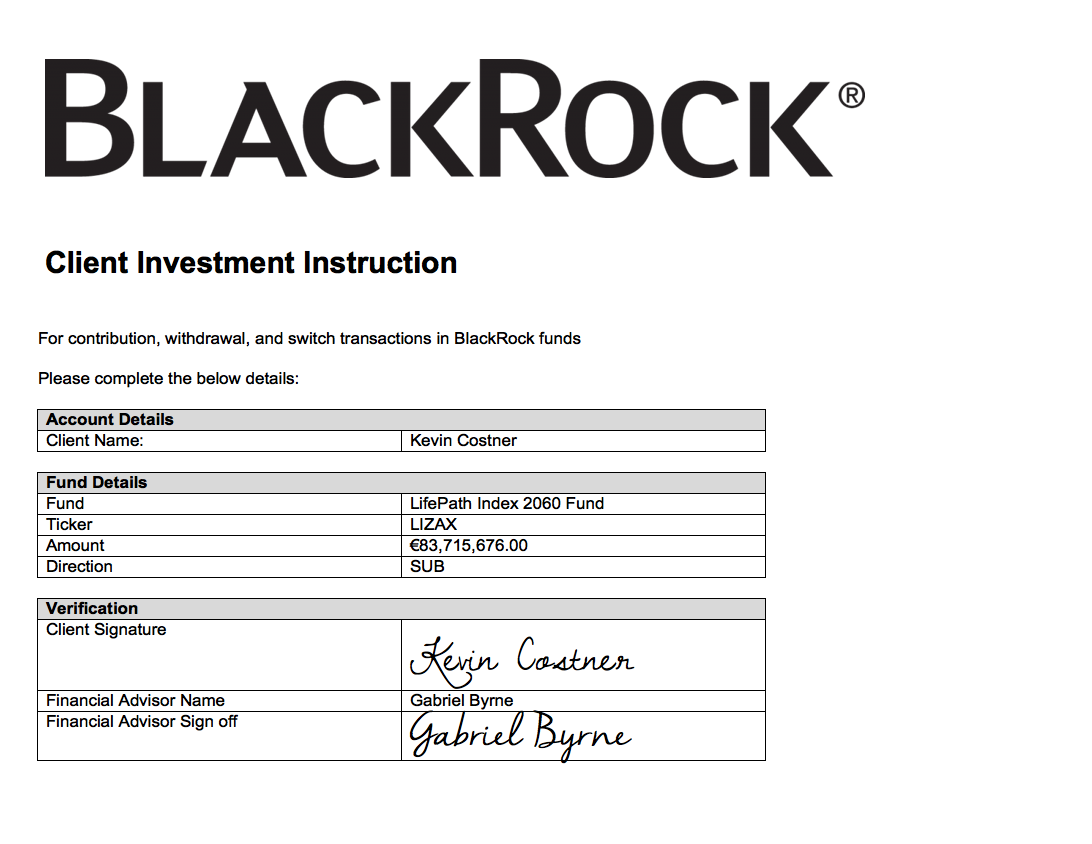 BLACKROCK®
Client Investment Instruction
For contribution, withdrawal, and switch transactions in BlackRock funds
Please complete the below details:
Account Details
Client Name: Kevin Costner
Fund Details
Fund LifePath Index 2060 Fund
Ticker LIZAX
Amount €83,715,676.00
Direction SUB
Verification
Client Signature Kevin Costner
Financial Advisor Name Gabriel Byrne
Financial Advisor Sign off Gabriel Byrne